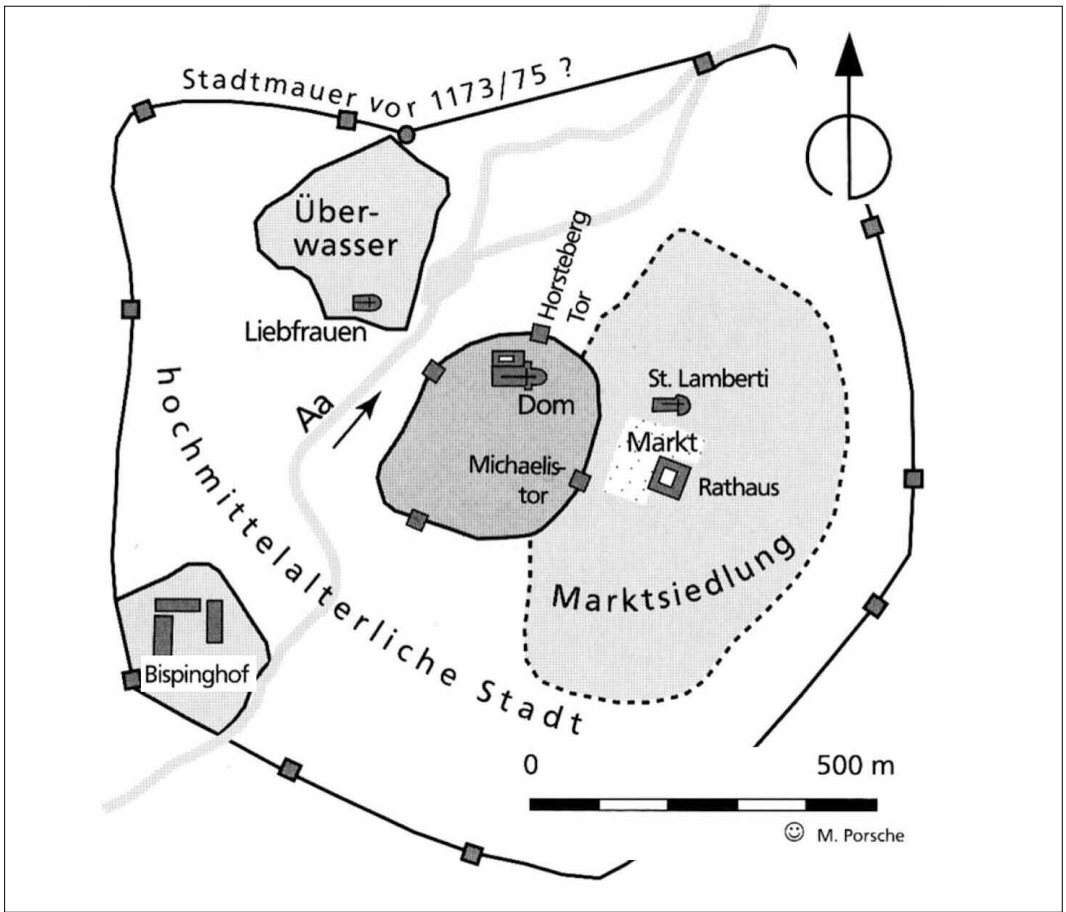 Stadtmauer vor 1173/75 ?
Über-
wasser
Liebfrauen
Horsteberg
Tor
Aa
Dom
St. Lamberti
Markt
Michaelis-
tor
Rathaus
Marktsiedlung
hochmittelalterliche Stadt
Bispinghof
0 500 m
M. Porsche